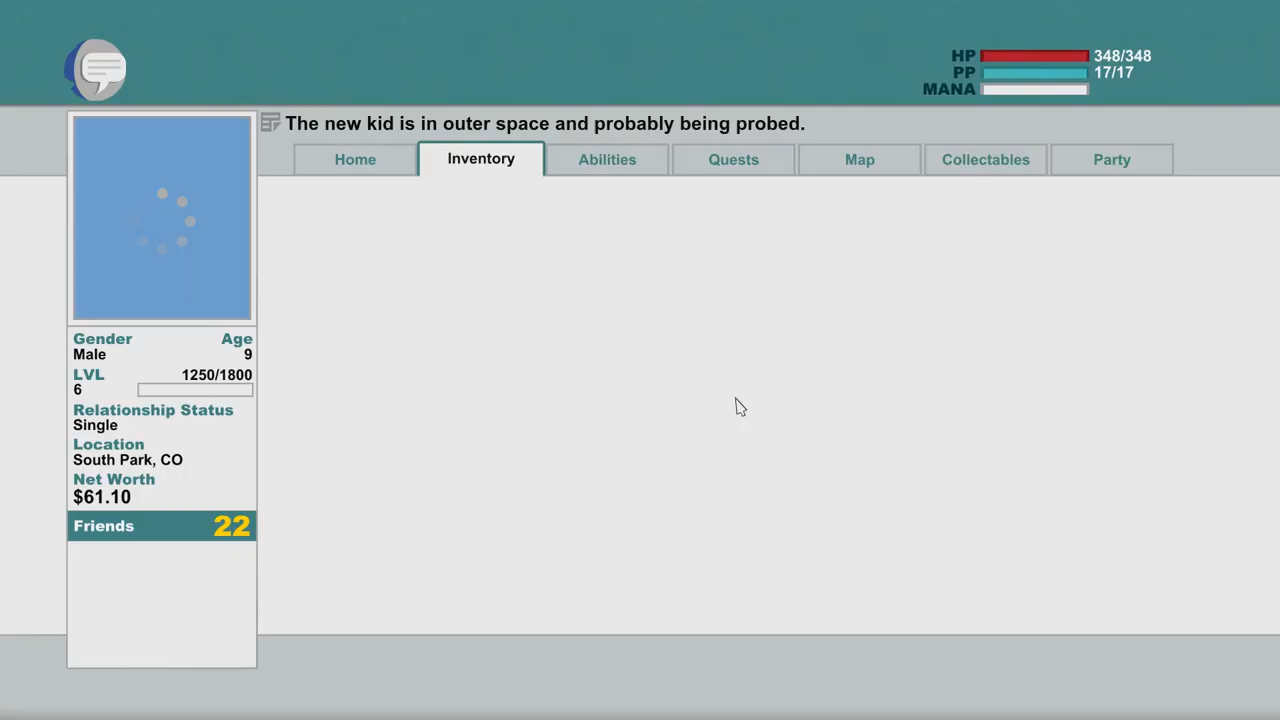 HP 348/348
PP 17/17
MANA
The new kid is in outer space and probably being probed.
Home Inventory Abilities Quests Map Collectables Party
Gender Age
Male 9
LVL 1250/1800
6
Relationship Status
Single
Location
South Park, CO
Net Worth
$61.10
Friends 22